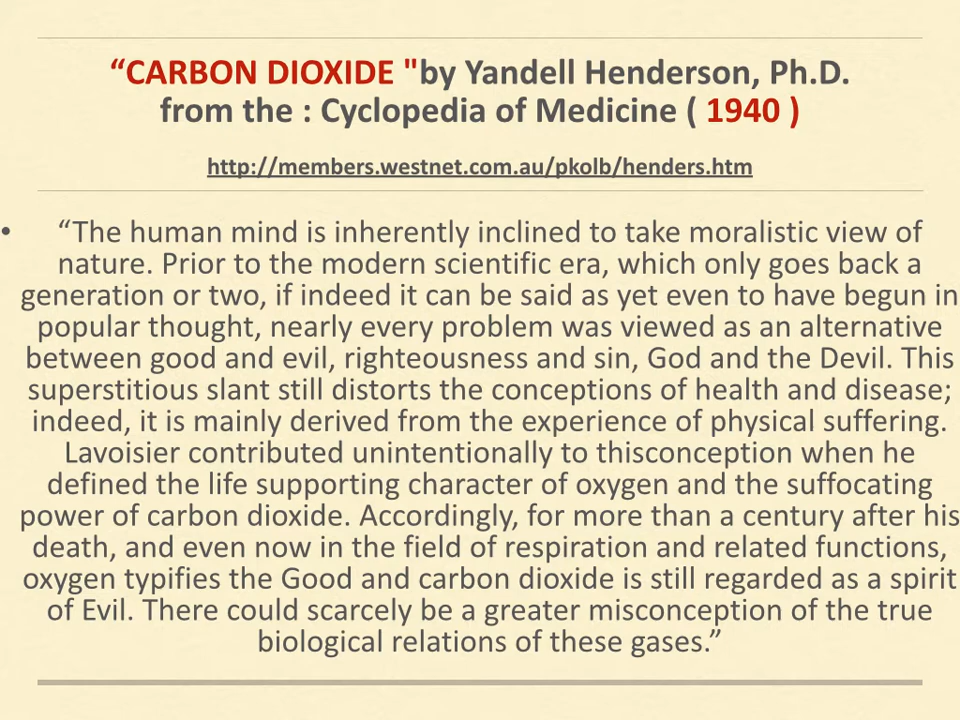 “CARBON DIOXIDE "by Yandell Henderson, Ph.D.
from the : Cyclopedia of Medicine ( 1940 )
http://members.westnet.com.au/pkolb/henders.htm
• “The human mind is inherently inclined to take moralistic view of
nature. Prior to the modern scientific era, which only goes back a
generation or two, if indeed it can be said as yet even to have begun in
popular thought, nearly every problem was viewed as an alternative
between good and evil, righteousness and sin, God and the Devil. This
superstitious slant still distorts the conceptions of health and disease;
indeed, it is mainly derived from the experience of physical suffering.
Lavoisier contributed unintentionally to thisconception when he
defined the life supporting character of oxygen and the suffocating
power of carbon dioxide. Accordingly, for more than a century after his
death, and even now in the field of respiration and related functions,
oxygen typifies the Good and carbon dioxide is still regarded as a spirit
of Evil. There could scarcely be a greater misconception of the true
biological relations of these gases.”